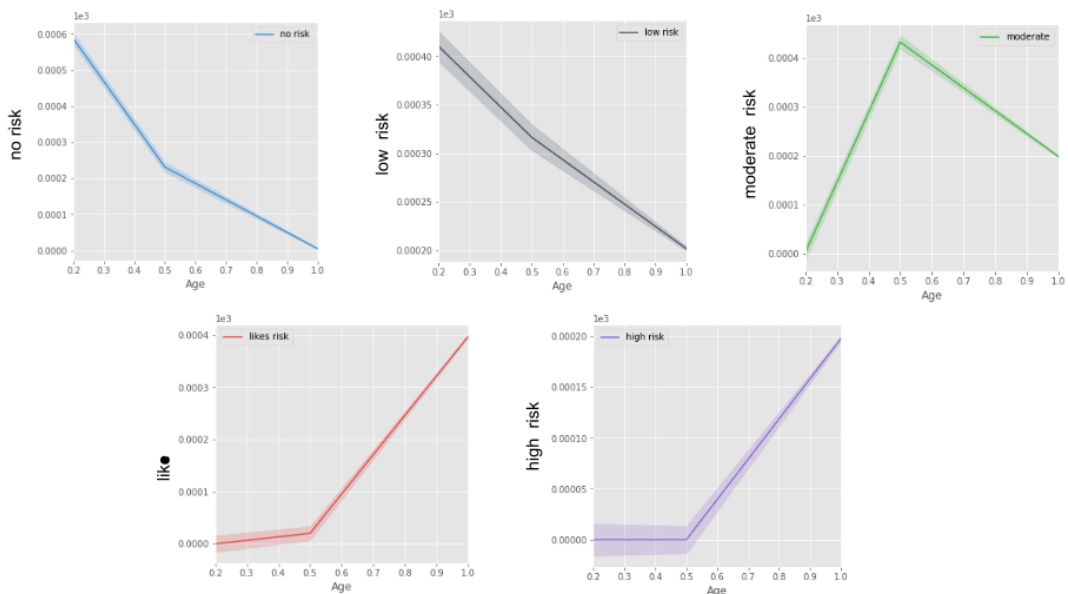 1e3
no risk
0.0006
0.0005
0.0004
0.0003
0.0002
0.0001
0.0000
no risk
0.2 0.3 0.4 0.5 0.6 0.7 0.8 0.9 1.0
Age
1e3
low risk
0.00040
0.00035
0.00030
0.00025
0.00020
low risk
0.2 0.3 0.4 0.5 0.6 0.7 0.8 0.9 1.0
Age
1e3
moderate
0.0004
0.0003
0.0002
0.0001
0.0000
moderate risk
0.2 0.3 0.4 0.5 0.6 0.7 0.8 0.9 1.0
Age
1e3
likes risk
0.0004
0.0003
0.0002
0.0001
0.0000
like
0.2 0.3 0.4 0.5 0.6 0.7 0.8 0.9 1.0
Age
1e3
high risk
0.00020
0.00015
0.00010
0.00005
0.00000
high risk
0.2 0.3 0.4 0.5 0.6 0.7 0.8 0.9 1.0
Age